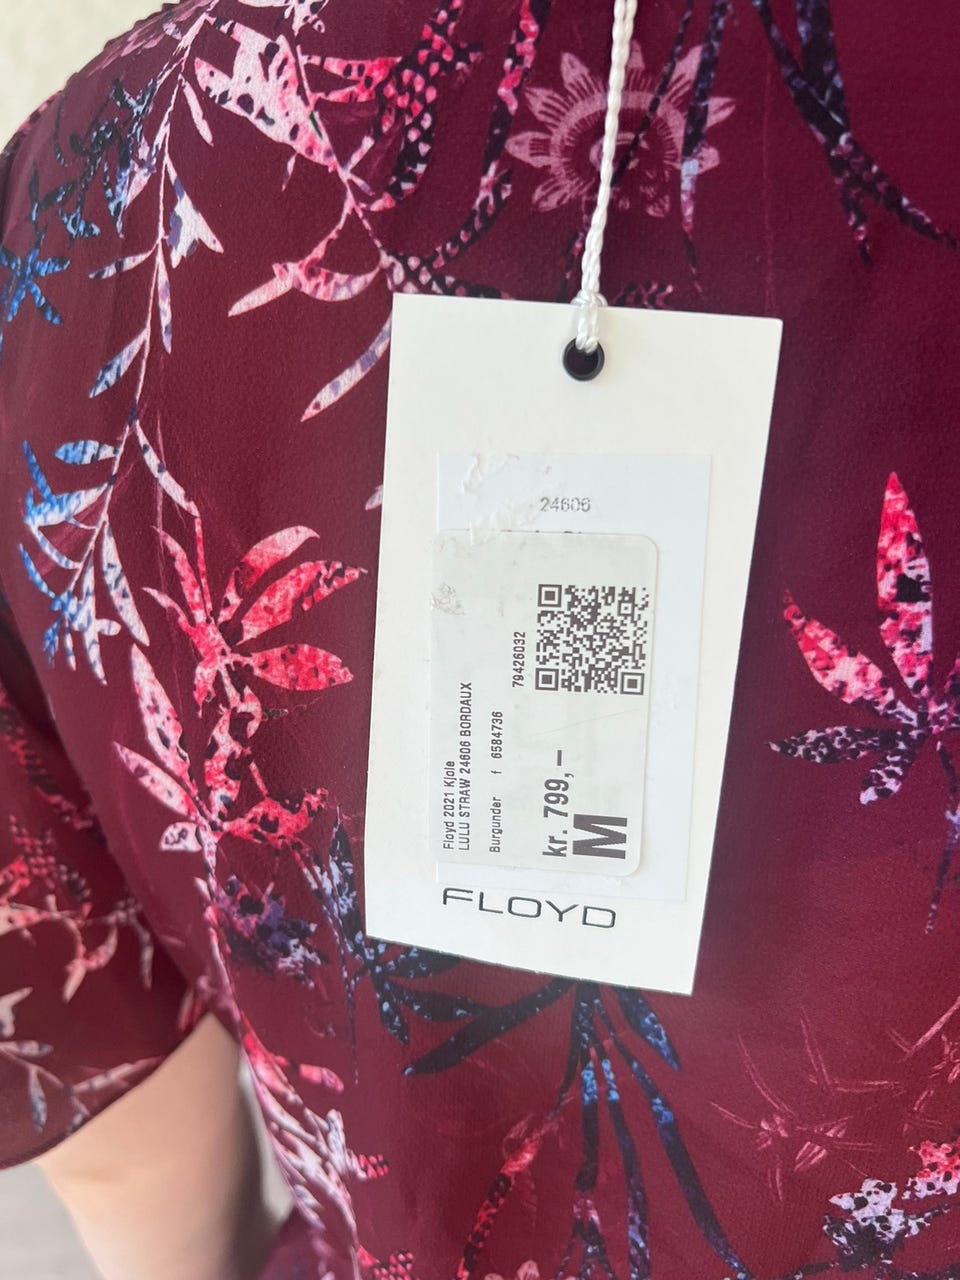 24606
Floyd 2021 Kjole
LULU STRAW 24606 BORDAUX
Burgunder f 6584736
79426032
kr. 799,–
M
FLOYD